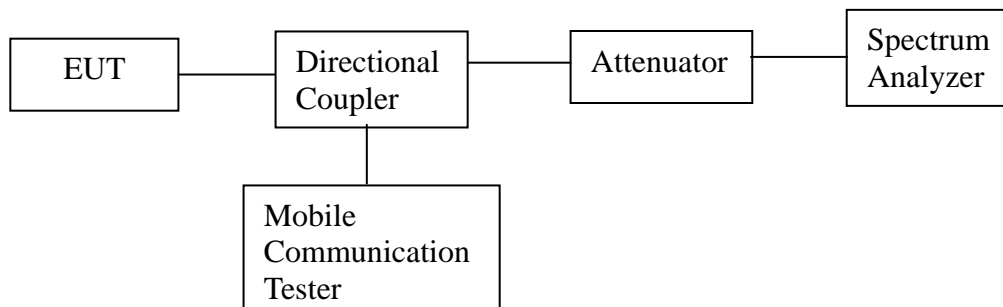 EUT
Directional
Coupler
Attenuator
Spectrum
Analyzer
Mobile
Communication
Tester